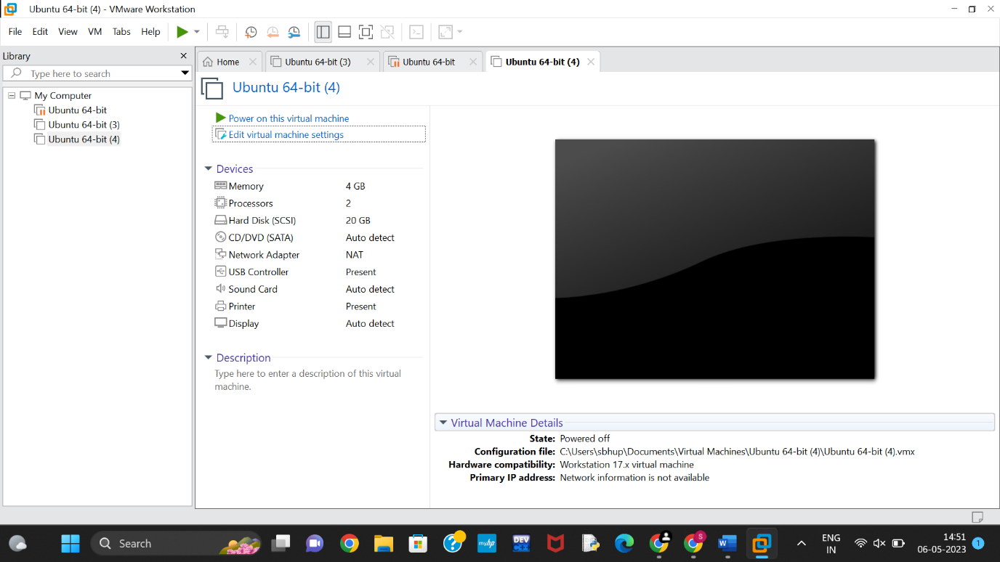 Ubuntu 64-bit (4) - VMware Workstation
File Edit View VM Tabs Help
Library
Type here to search
My Computer
Ubuntu 64-bit
Ubuntu 64-bit (3)
Ubuntu 64-bit (4)
Home
Ubuntu 64-bit (3)
Ubuntu 64-bit
Ubuntu 64-bit (4)
Ubuntu 64-bit (4)
Power on this virtual machine
Edit virtual machine settings
Devices
Memory 4 GB
Processors 2
Hard Disk (SCSI) 20 GB
CD/DVD (SATA) Auto detect
Network Adapter NAT
USB Controller Present
Sound Card Auto detect
Printer Present
Display Auto detect
Description
Type here to enter a description of this virtual
machine.
Virtual Machine Details
State: Powered off
Configuration file: C:\Users\sbhup\Documents\Virtual Machines\Ubuntu 64-bit (4)\Ubuntu 64-bit (4).vmx
Hardware compatibility: Workstation 17.x virtual machine
Primary IP address: Network information is not available
Search
myhp
DEV
S
W
ENG
IN
14:51
06-05-2023
1